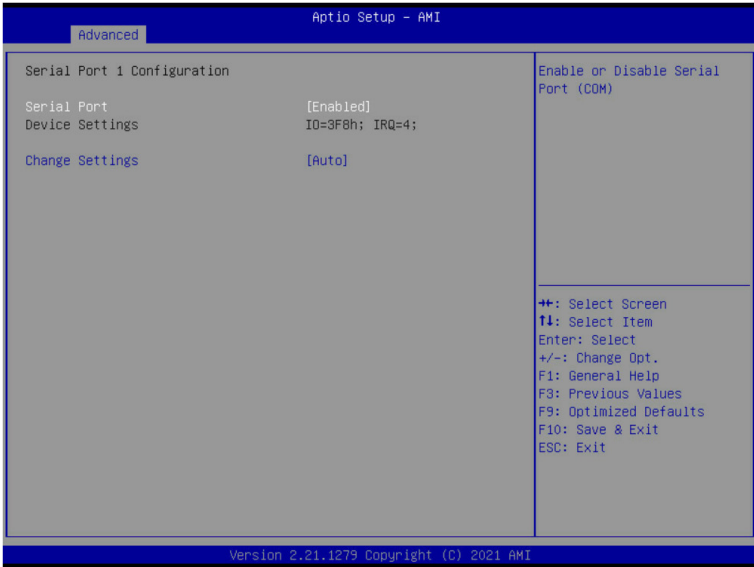 Aptio Setup – AMI
Advanced
Serial Port 1 Configuration
Serial Port [Enabled]
Device Settings IO=3F8h; IRQ=4;
Change Settings [Auto]
Enable or Disable Serial
Port (COM)
→←: Select Screen
↑↓: Select Item
Enter: Select
+/-: Change Opt.
F1: General Help
F3: Previous Values
F9: Optimized Defaults
F10: Save & Exit
ESC: Exit
Version 2.21.1279 Copyright (C) 2021 AMI